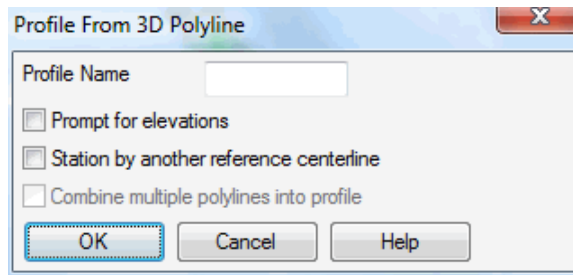 Profile From 3D Polyline
Profile Name
Prompt for elevations
Station by another reference centerline
Combine multiple polylines into profile
OK Cancel Help